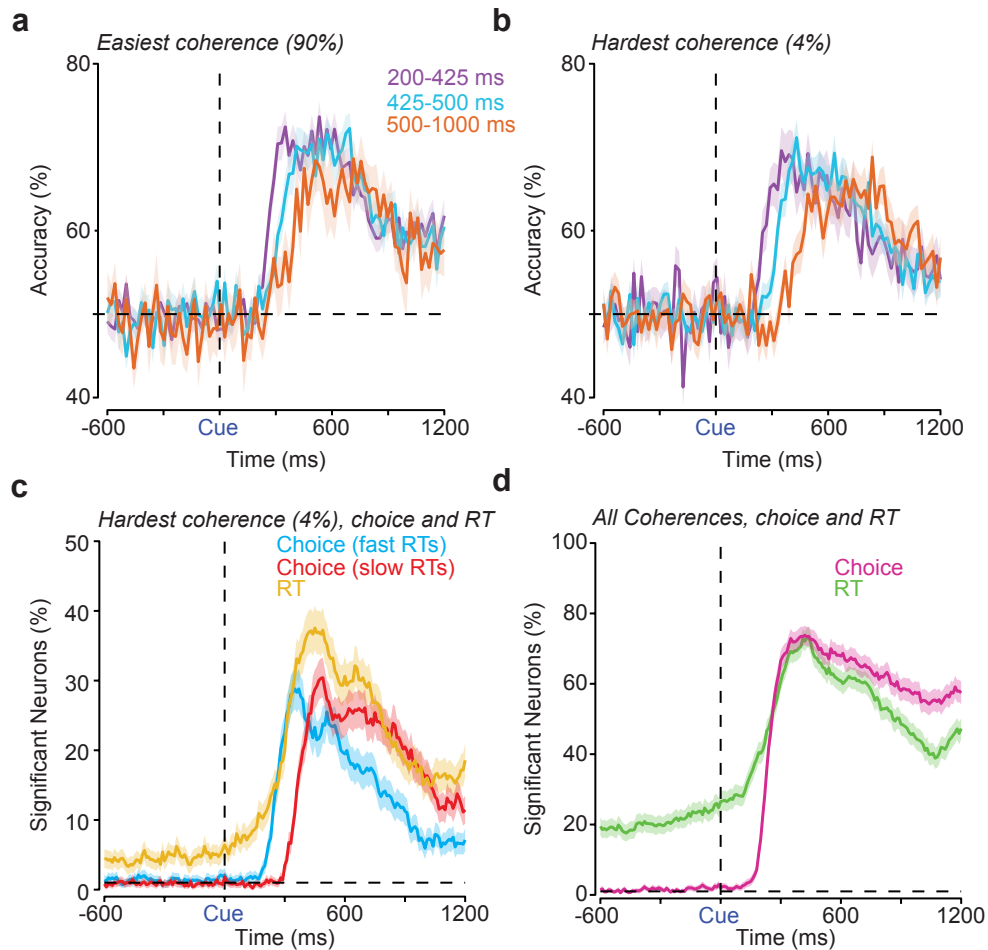 a
Easiest coherence (90%)
80
60
40
Accuracy (%)
200-425 ms
425-500 ms
500-1000 ms
-600
Cue
600
1200
Time (ms)
b
Hardest coherence (4%)
80
60
40
Accuracy (%)
-600
Cue
600
1200
Time (ms)
c
Hardest coherence (4%), choice and RT
50
40
30
20
10
0
Significant Neurons (%)
Choice (fast RTs)
Choice (slow RTs)
RT
-600
Cue
600
1200
Time (ms)
d
All Coherences, choice and RT
100
80
60
40
20
0
Significant Neurons (%)
Choice
RT
-600
Cue
600
1200
Time (ms)